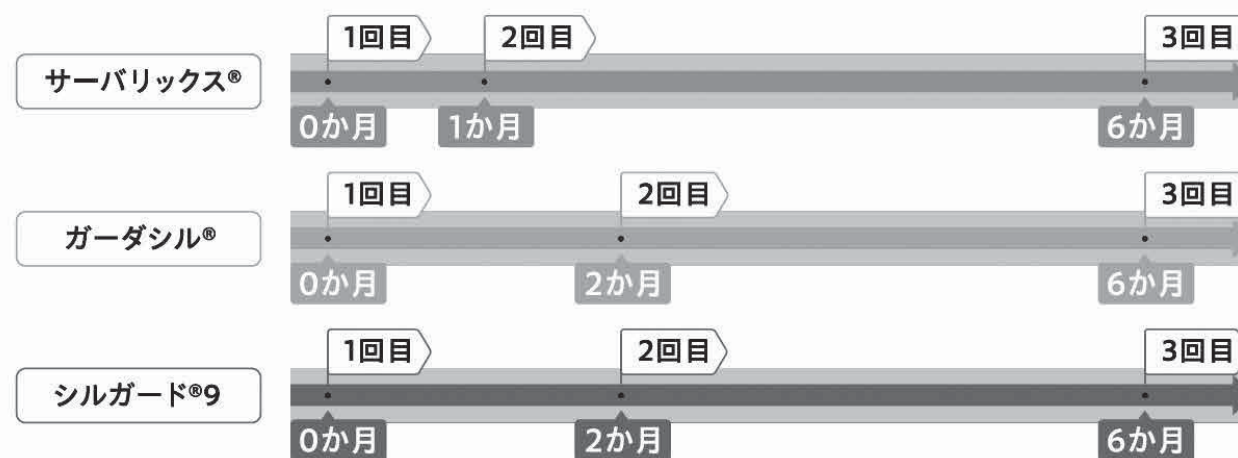 1回目 2回目 3回目
サーバリックス®
0か月 1か月 6か月
1回目 2回目 3回目
ガーダシル®
0か月 2か月 6か月
1回目 2回目 3回目
シルガード®9
0か月 2か月 6か月